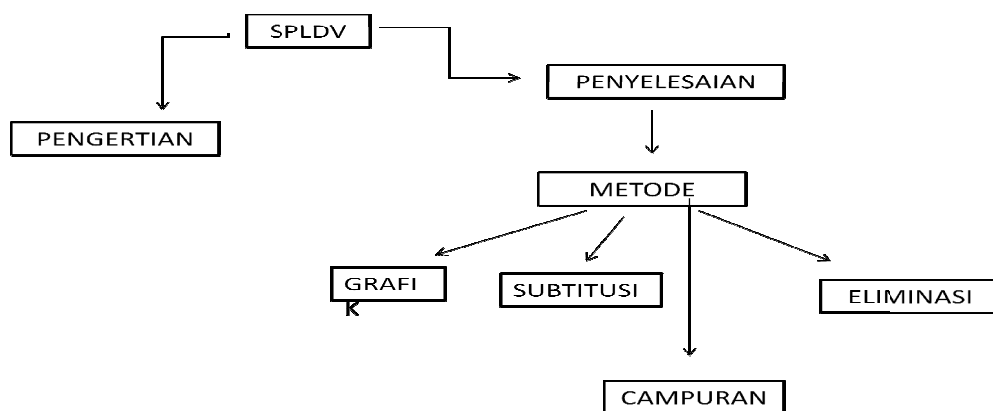 SPLDV
PENYELESAIAN
PENGERTIAN
METODE
GRAFI
K
SUBTITUSI
ELIMINASI
CAMPURAN